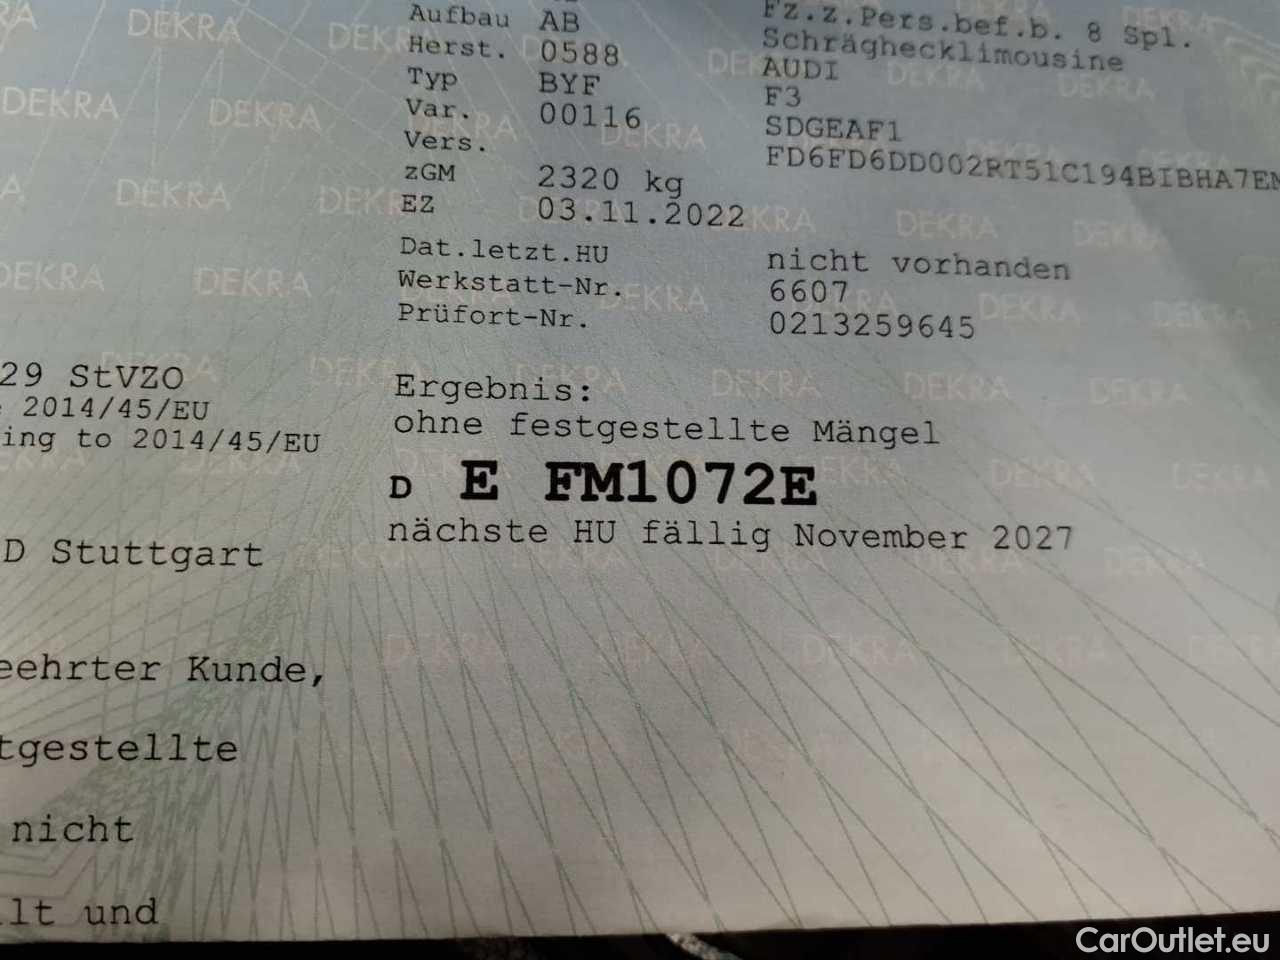 Aufbau AB Fz.z.Pers.bef.b. 8 Spl.
Schräghecklimousine
Herst. 0588 AUDI
Typ BYF F3
Var. 00116 SDGEAF1
Vers. FD6FD6DD002RT51C194BIBHA7EN
zGM 2320 kg
EZ 03.11.2022
Dat.letzt.HU nicht vorhanden
Werkstatt-Nr. 6607
Prüfort-Nr. 0213259645
29 StVZO
2014/45/EU
ing to 2014/45/EU
Ergebnis:
ohne festgestellte Mängel
D E FM1072E
nächste HU fällig November 2027
D Stuttgart
eehrter Kunde,
tgestellte
nicht
lt und
DEKRA
CarOutlet.eu